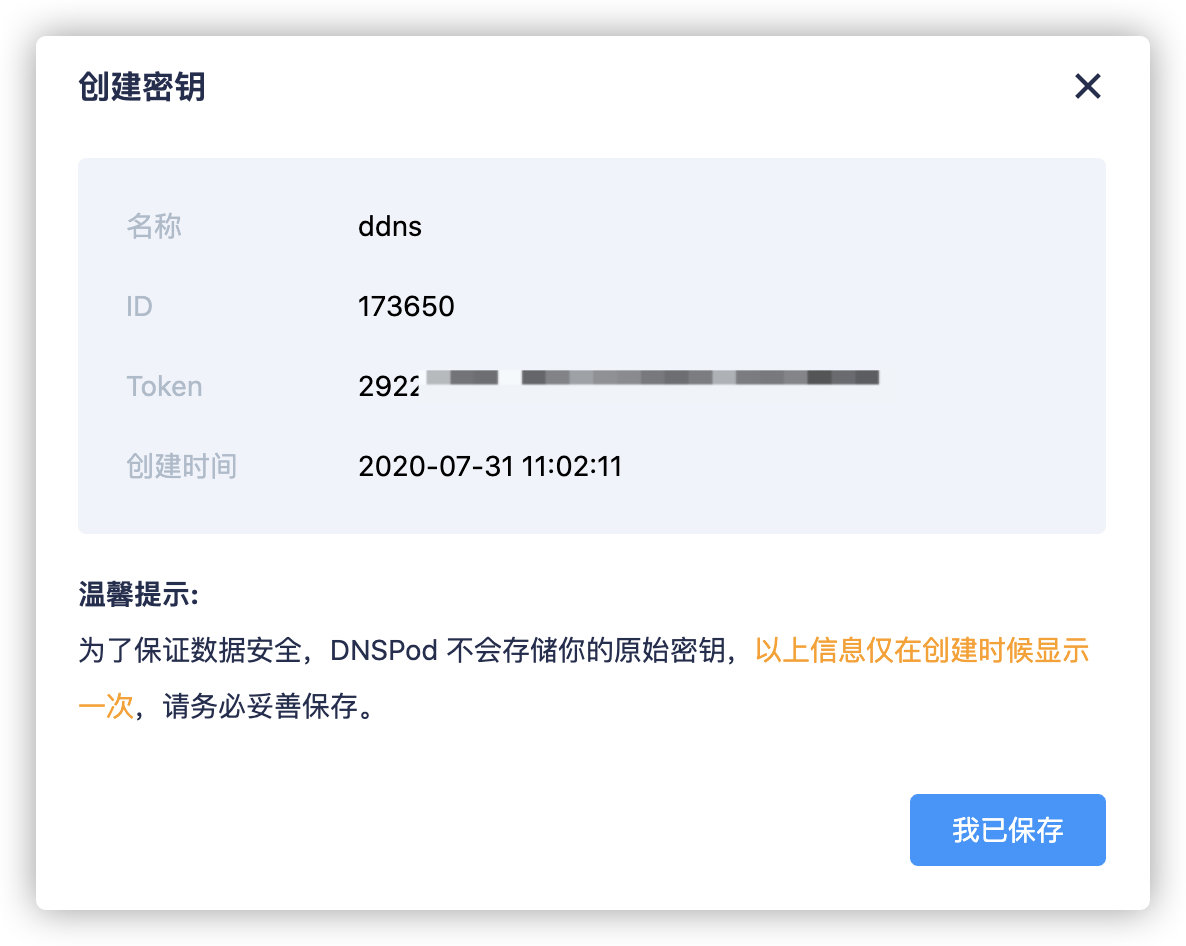 创建密钥
名称 ddns
ID 173650
Token 2922
创建时间 2020-07-31 11:02:11
温馨提示:
为了保证数据安全，DNSPod 不会存储你的原始密钥，以上信息仅在创建时候显示
一次，请务必妥善保存。
我已保存